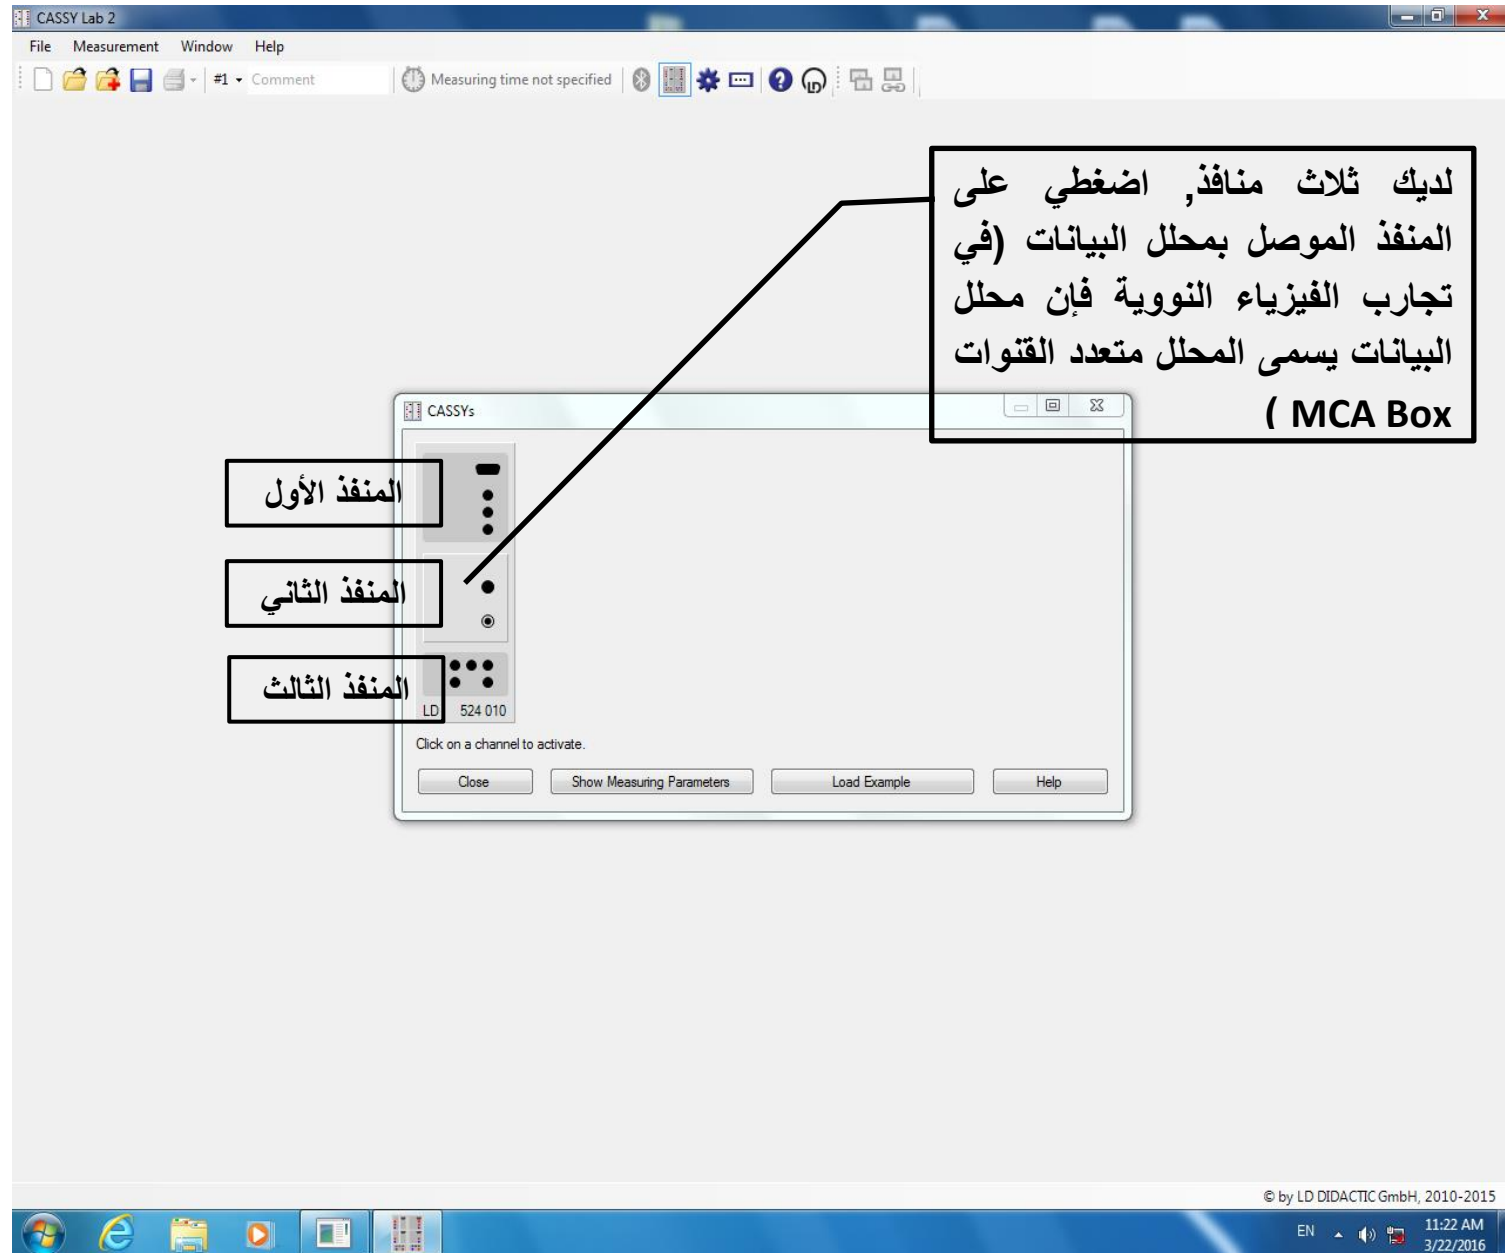 CASSY Lab 2
File Measurement Window Help
#1 Comment Measuring time not specified
لديك ثلاث منافذ, اضغطي على
المنفذ الموصل بمحلل البيانات (في
تجارب الفيزياء النووية فإن محلل
البيانات يسمى المحلل متعدد القنوات
MCA Box )
CASSYs
المنفذ الأول
المنفذ الثاني
المنفذ الثالث
LD 524 010
Click on a channel to activate.
Close Show Measuring Parameters Load Example Help
© by LD DIDACTIC GmbH, 2010-2015
EN 11:22 AM
3/22/2016